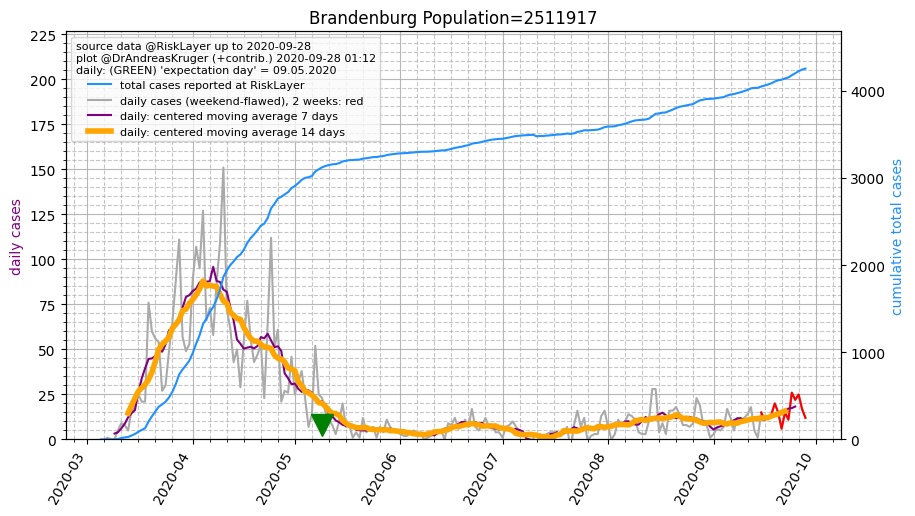 Brandenburg Population=2511917
source data @RiskLayer up to 2020-09-28
plot @DrAndreasKruger (+contrib.) 2020-09-28 01:12
daily: (GREEN) 'expectation day' = 09.05.2020
total cases reported at RiskLayer
daily cases (weekend-flawed), 2 weeks: red
daily: centered moving average 7 days
daily: centered moving average 14 days
daily cases
225
200
175
150
125
100
75
50
25
0
cumulative total cases
4000
3000
2000
1000
0
2020-03
2020-04
2020-05
2020-06
2020-07
2020-08
2020-09
2020-10